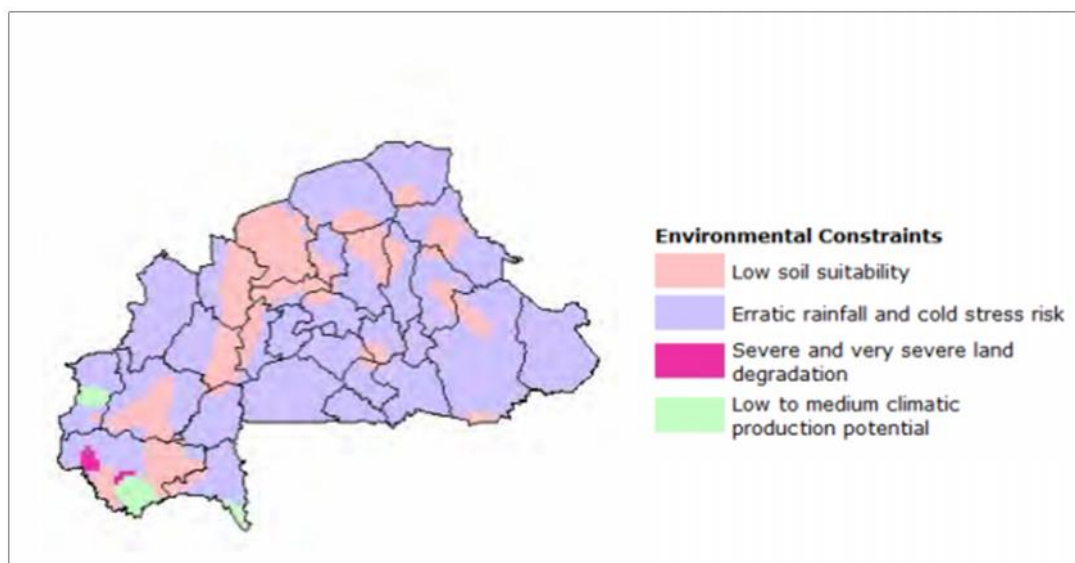 Environmental Constraints
Low soil suitability
Erratic rainfall and cold stress risk
Severe and very severe land
degradation
Low to medium climatic
production potential